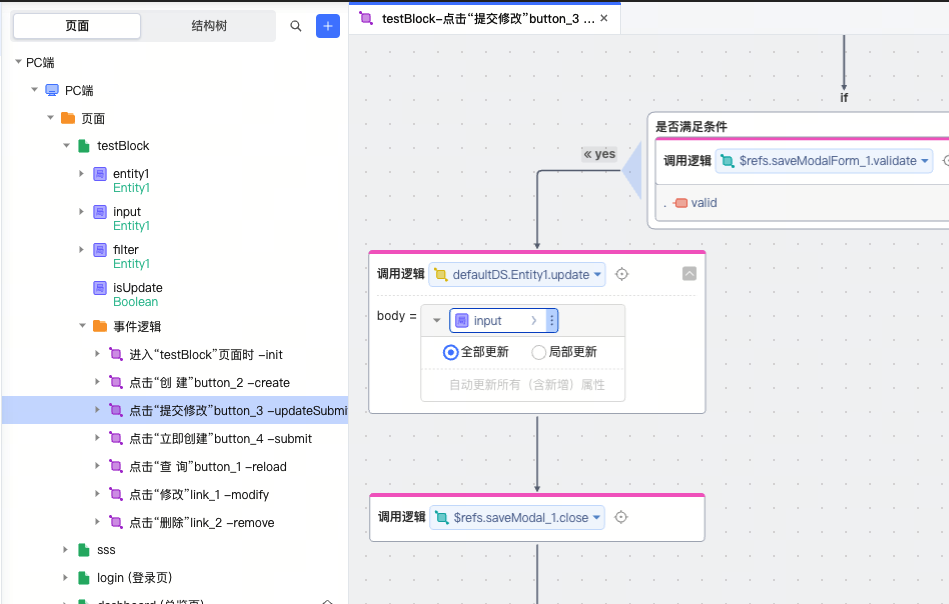 页面
结构树
testBlock-点击“提交修改”button_3 ...
PC端
PC端
页面
testBlock
entity1
Entity1
input
Entity1
filter
Entity1
isUpdate
Boolean
事件逻辑
进入“testBlock”页面时 -init
点击“创 建”button_2 -create
点击“提交修改”button_3 -updateSubmi
点击“立即创建”button_4 -submit
点击“查 询”button_1 -reload
点击“修改”link_1 -modify
点击“删除”link_2 -remove
sss
login (登录页)
dashboard (总览页)
if
是否满足条件
调用逻辑 $refs.saveModalForm_1.validate
. valid
« yes
调用逻辑 defaultDS.Entity1.update
body = input
全部更新 局部更新
自动更新所有（含新增）属性
调用逻辑 $refs.saveModal_1.close